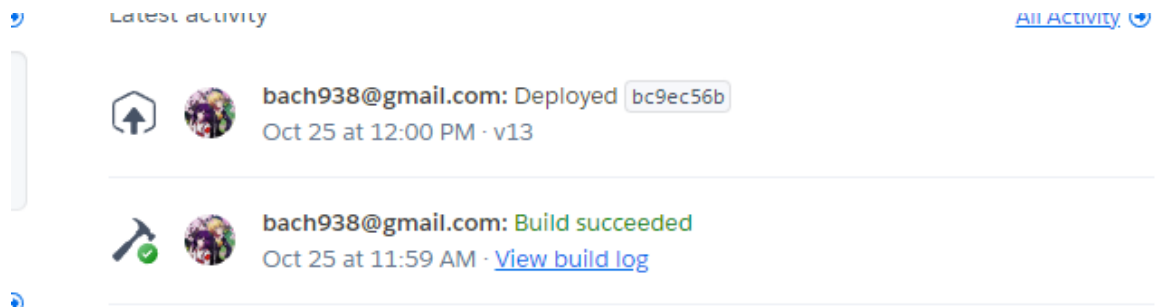 Latest activity
All Activity
bach938@gmail.com: Deployed bc9ec56b
Oct 25 at 12:00 PM · v13
bach938@gmail.com: Build succeeded
Oct 25 at 11:59 AM · View build log